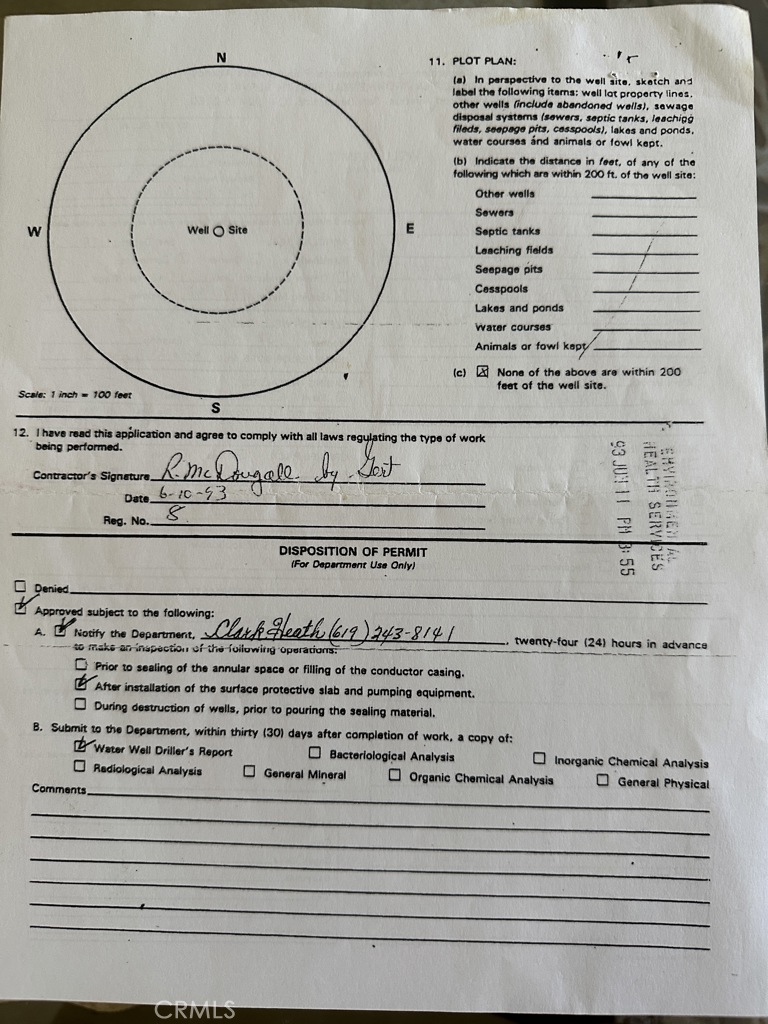 N
W
Well Site
E
S
Scale: 1 inch = 100 feet
11. PLOT PLAN:
(a) In perspective to the well site, sketch and
label the following items: well lot property lines,
other wells (include abandoned wells), sewage
disposal systems (sewers, septic tanks, leaching
fileds, seepage pits, cesspools), lakes and ponds,
water courses and animals or fowl kept.
(b) Indicate the distance in feet, of any of the
following which are within 200 ft. of the well site:
Other wells
Sewers
Septic tanks
Leaching fields
Seepage pits
Cesspools
Lakes and ponds
Water courses
Animals or fowl kept
(c) X None of the above are within 200
feet of the well site.
12. I have read this application and agree to comply with all laws regulating the type of work
being performed.
Contractor's Signature R. McDougall by
Date 6-10-93
Reg. No. 8
ENVIRONMENTAL
HEALTH SERVICES
93 JUN 11 PM 3:55
DISPOSITION OF PERMIT
(For Department Use Only)
Denied
Approved subject to the following:
A. Notify the Department, Clark Heath (619) 243-8141, twenty-four (24) hours in advance
to make an inspection of the following operations:
Prior to sealing of the annular space or filling of the conductor casing.
After installation of the surface protective slab and pumping equipment.
During destruction of wells, prior to pouring the sealing material.
B. Submit to the Department, within thirty (30) days after completion of work, a copy of:
Water Well Driller's Report Bacteriological Analysis Inorganic Chemical Analysis
Radiological Analysis General Mineral Organic Chemical Analysis General Physical
Comments
CRMLS